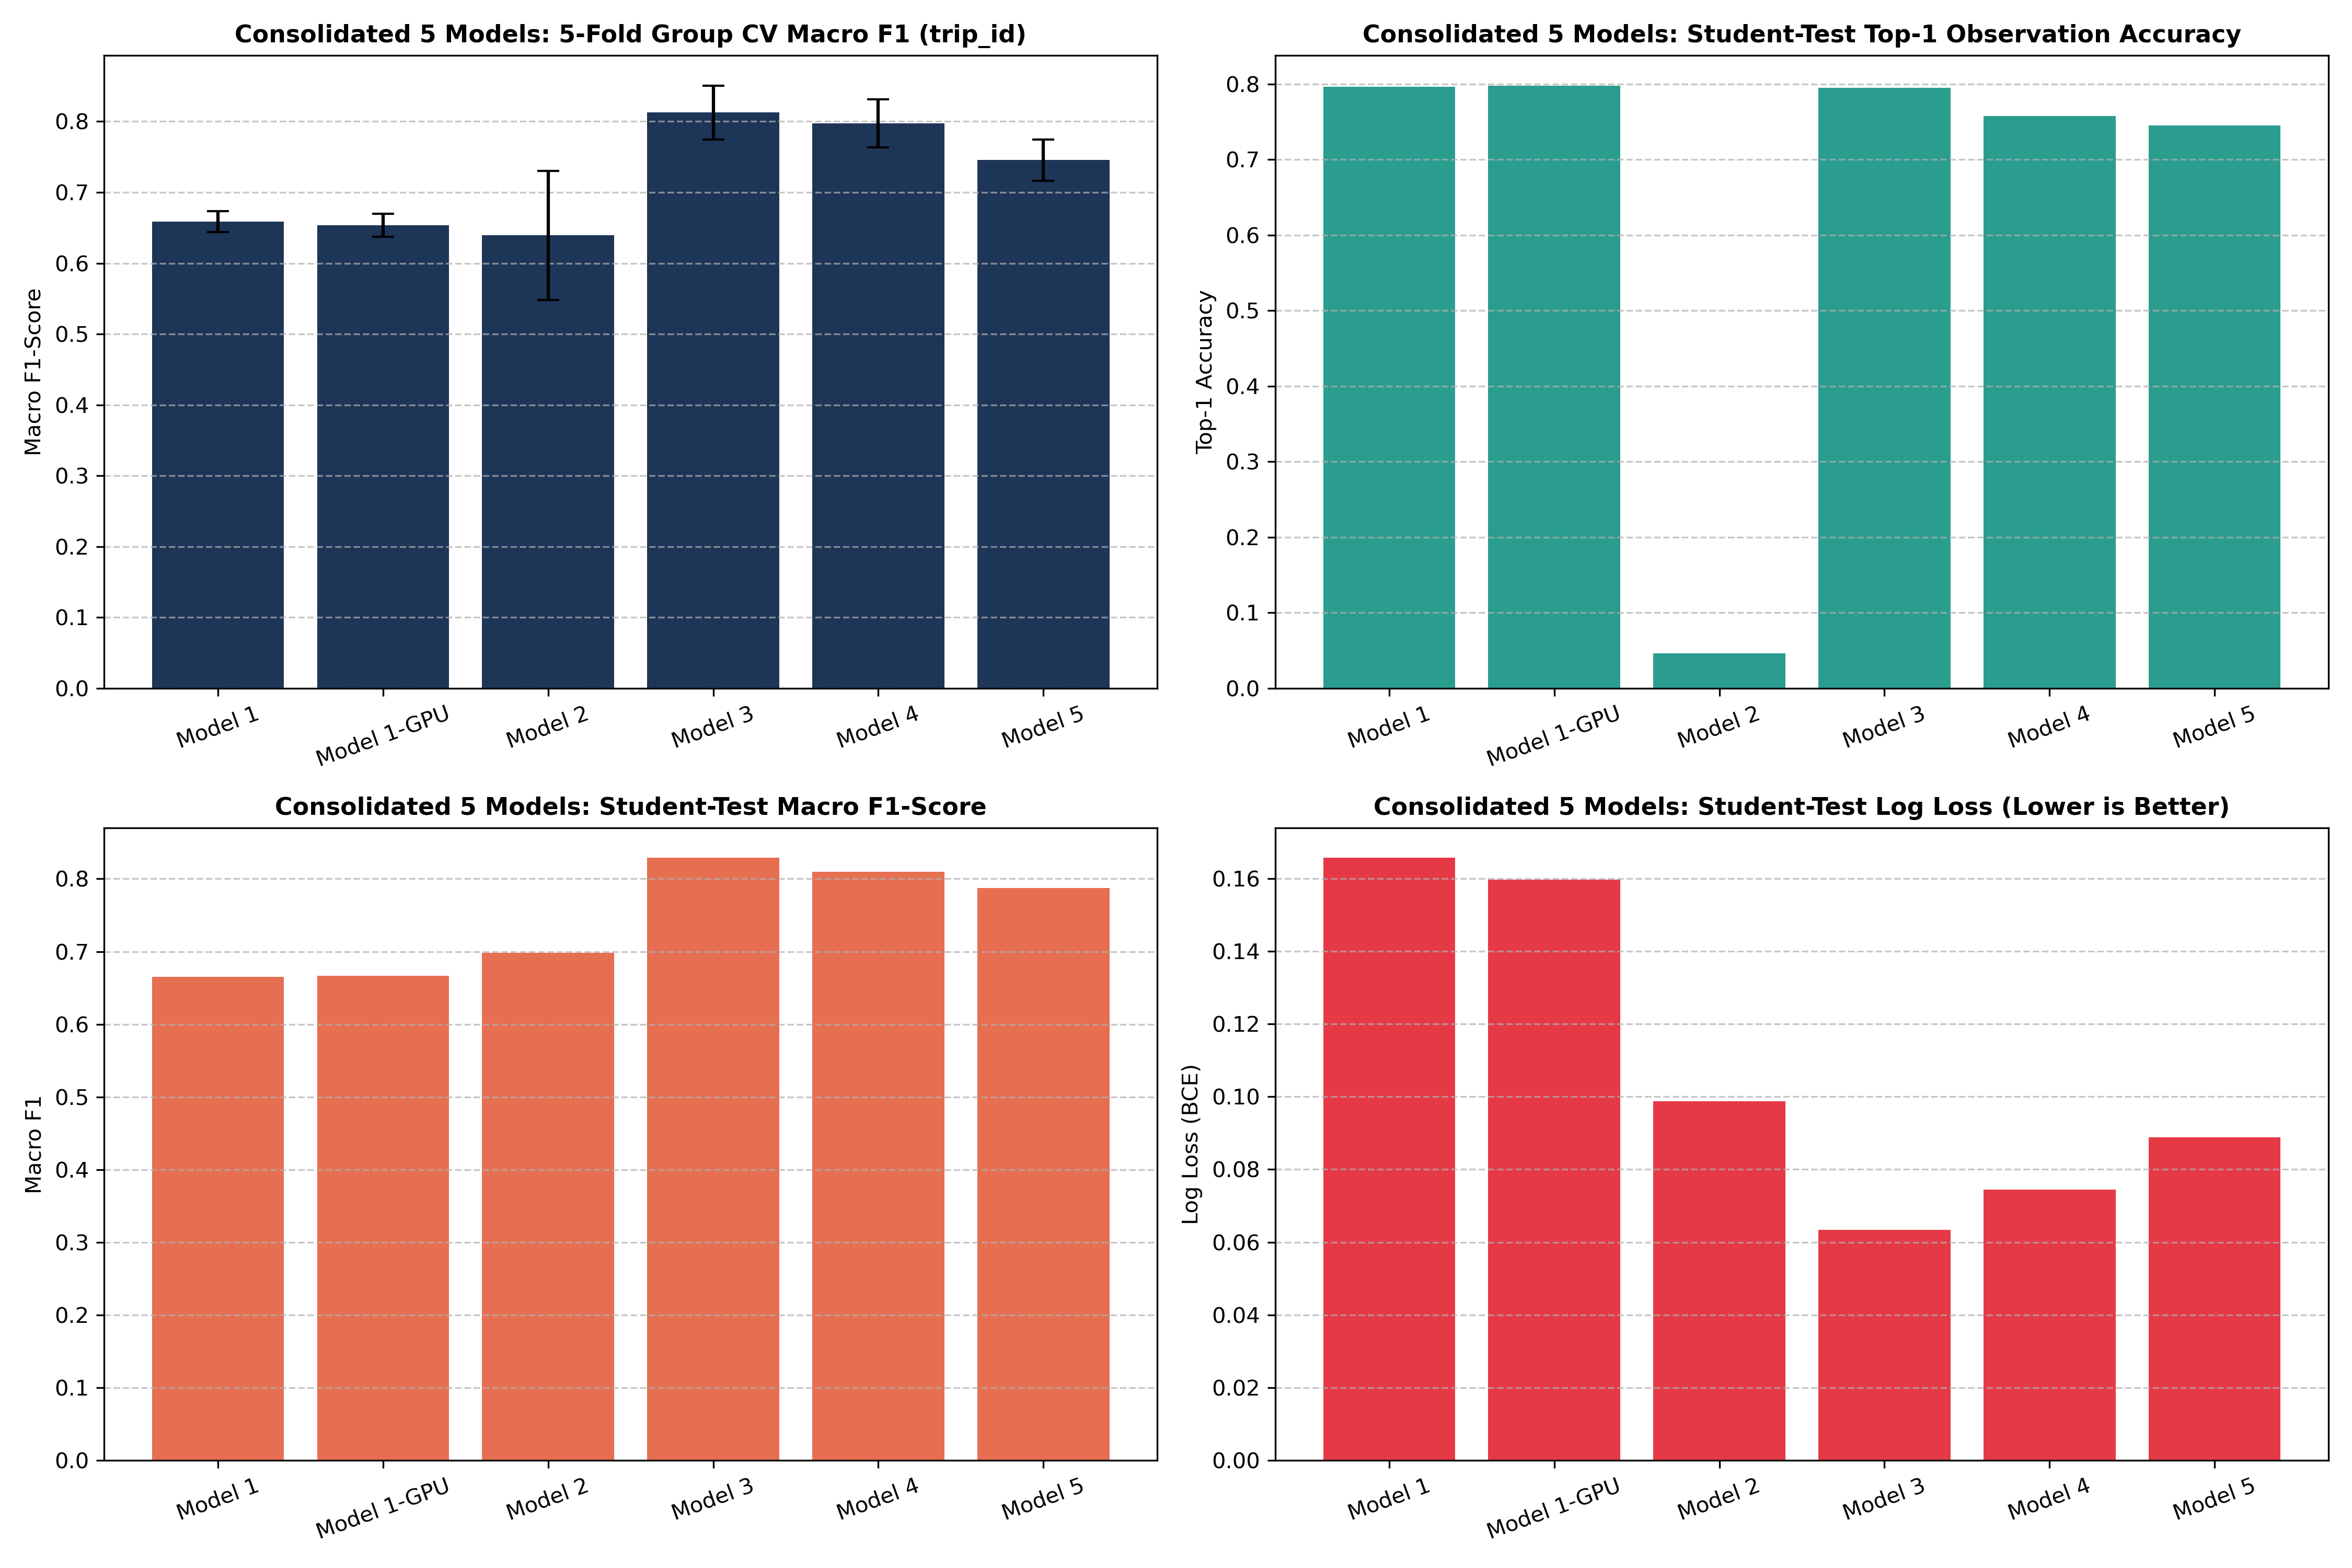 Consolidated 5 Models: 5-Fold Group CV Macro F1 (trip_id)
Macro F1-Score
0.8
0.7
0.6
0.5
0.4
0.3
0.2
0.1
0.0
Model 1
Model 1-GPU
Model 2
Model 3
Model 4
Model 5
Consolidated 5 Models: Student-Test Top-1 Observation Accuracy
Top-1 Accuracy
0.8
0.7
0.6
0.5
0.4
0.3
0.2
0.1
0.0
Model 1
Model 1-GPU
Model 2
Model 3
Model 4
Model 5
Consolidated 5 Models: Student-Test Macro F1-Score
Macro F1
0.8
0.7
0.6
0.5
0.4
0.3
0.2
0.1
0.0
Model 1
Model 1-GPU
Model 2
Model 3
Model 4
Model 5
Consolidated 5 Models: Student-Test Log Loss (Lower is Better)
Log Loss (BCE)
0.16
0.14
0.12
0.10
0.08
0.06
0.04
0.02
0.00
Model 1
Model 1-GPU
Model 2
Model 3
Model 4
Model 5